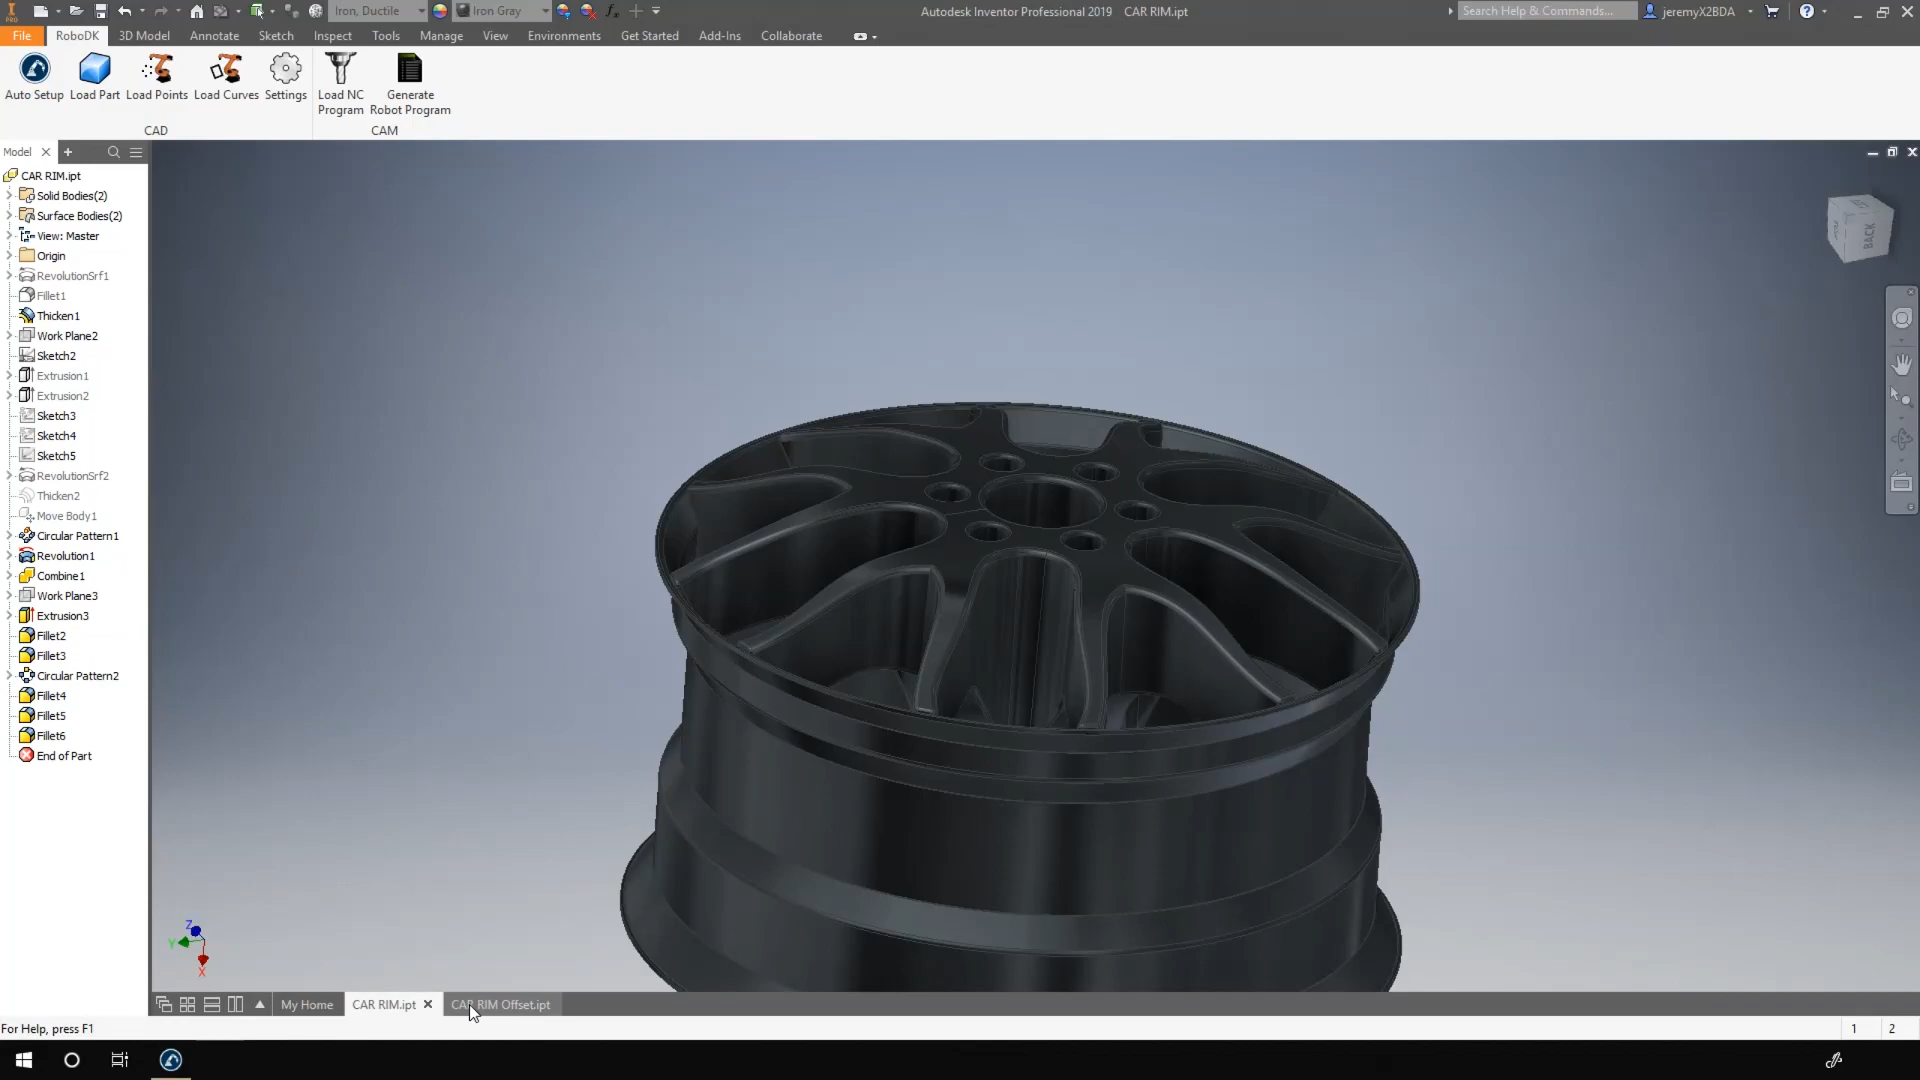 Iron, Ductile
Iron Gray
Autodesk Inventor Professional 2019 CAR RIM.ipt
Search Help & Commands...
jeremyX2BDA
PRO
File
RoboDK
3D Model
Annotate
Sketch
Inspect
Tools
Manage
View
Environments
Get Started
Add-Ins
Collaborate
Auto Setup
Load Part
Load Points
Load Curves
Settings
Load NC Program
Generate Robot Program
CAD
CAM
Model
CAR RIM.ipt
Solid Bodies(2)
Surface Bodies(2)
View: Master
Origin
RevolutionSrf1
Fillet1
Thicken1
Work Plane2
Sketch2
Extrusion1
Extrusion2
Sketch3
Sketch4
Sketch5
RevolutionSrf2
Thicken2
Move Body1
Circular Pattern1
Revolution1
Combine1
Work Plane3
Extrusion3
Fillet2
Fillet3
Circular Pattern2
Fillet4
Fillet5
Fillet6
End of Part
BACK
Z
Y
X
My Home
CAR RIM.ipt
CAR RIM Offset.ipt
For Help, press F1
1
2